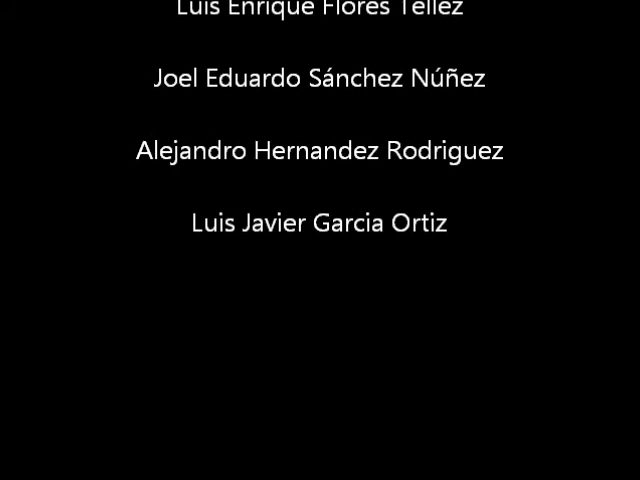 Luis Enrique Flores Tellez
Joel Eduardo Sánchez Núñez
Alejandro Hernandez Rodriguez
Luis Javier Garcia Ortiz